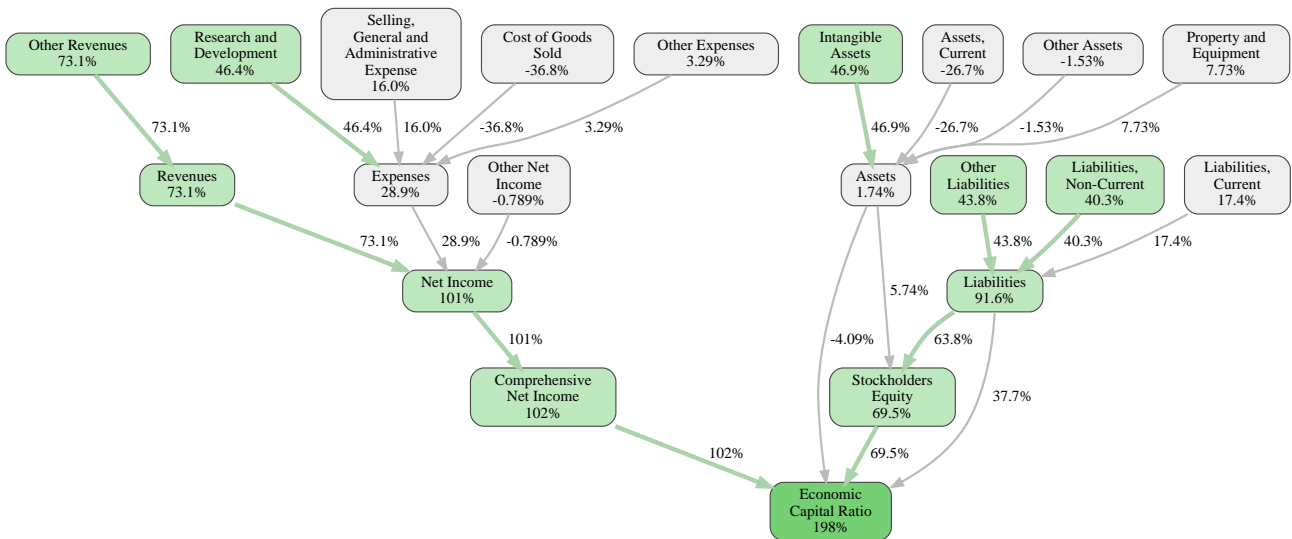 Other Revenues
73.1%
Research and
Development
46.4%
Selling,
General and
Administrative
Expense
16.0%
Cost of Goods
Sold
-36.8%
Other Expenses
3.29%
Intangible
Assets
46.9%
Assets,
Current
-26.7%
Other Assets
-1.53%
Property and
Equipment
7.73%
73.1%
46.4%
16.0%
-36.8%
3.29%
46.9%
-26.7%
-1.53%
7.73%
Revenues
73.1%
Expenses
28.9%
Other Net
Income
-0.789%
Assets
1.74%
Other
Liabilities
43.8%
Liabilities,
Non-Current
40.3%
Liabilities,
Current
17.4%
73.1%
28.9%
-0.789%
43.8%
40.3%
17.4%
Net Income
101%
5.74%
Liabilities
91.6%
101%
-4.09%
63.8%
Comprehensive
Net Income
102%
Stockholders
Equity
69.5%
37.7%
102%
69.5%
Economic
Capital Ratio
198%